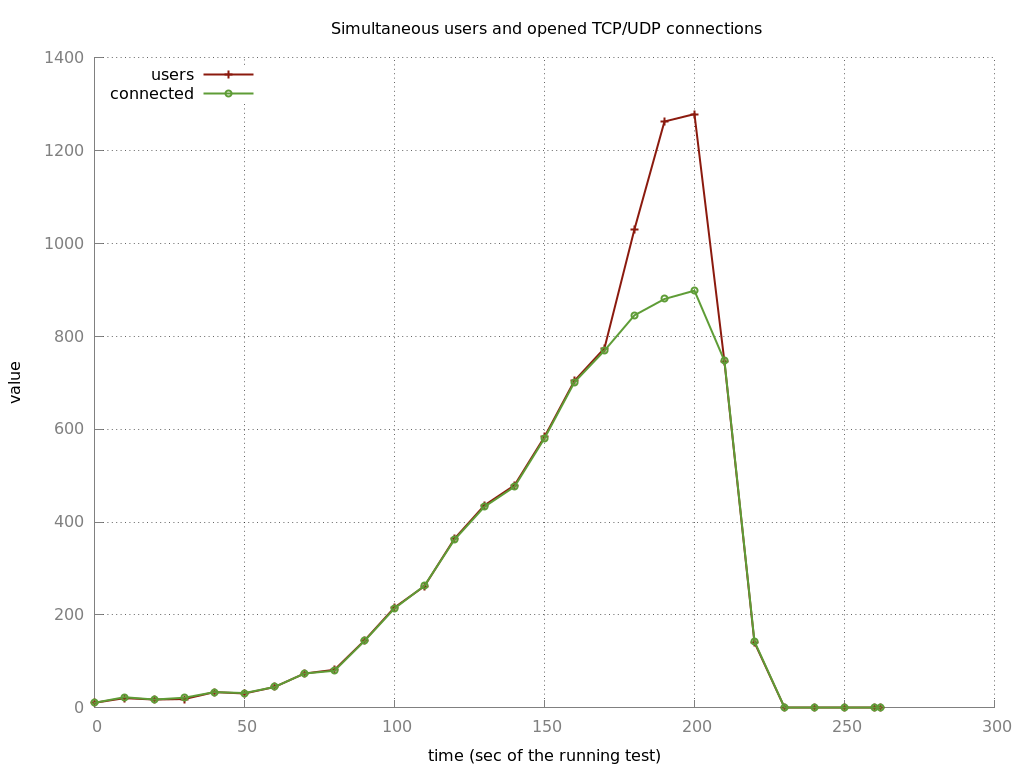 Simultaneous users and opened TCP/UDP connections
1400
users
connected
1200
1000
800
value
600
400
200
0
0 50 100 150 200 250 300
time (sec of the running test)